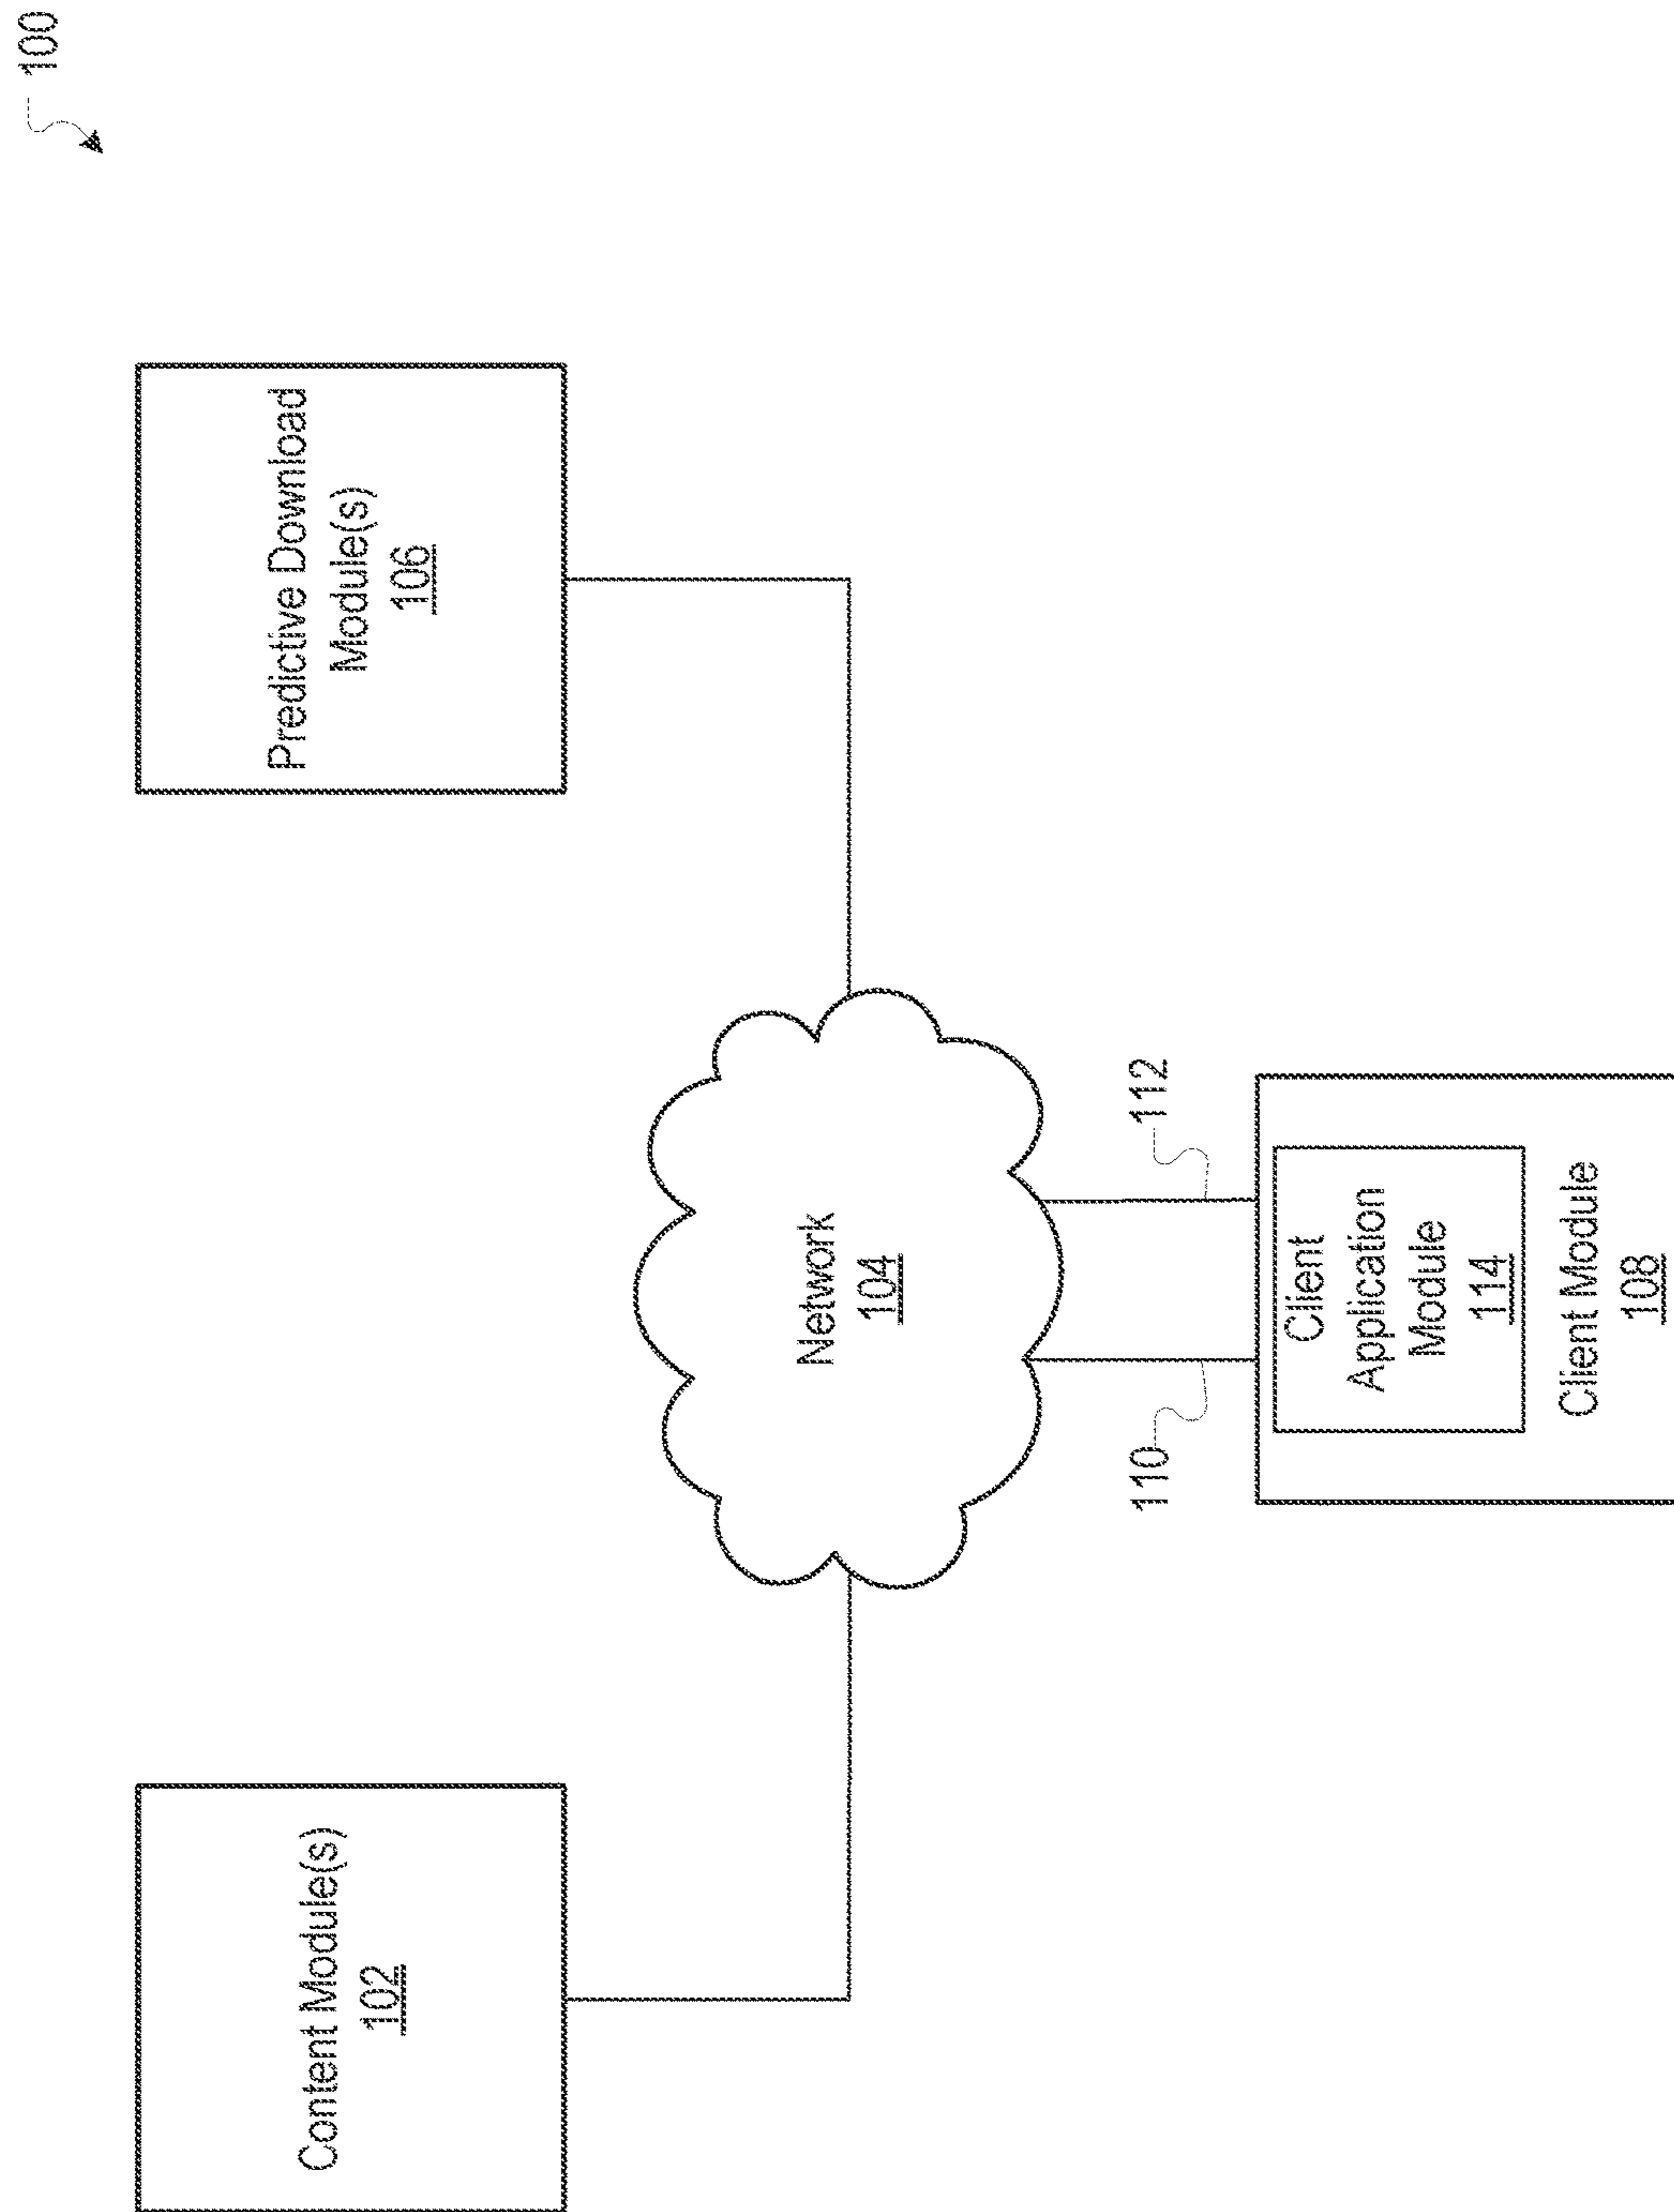 100
Content Module(s)
102
Predictive Download
Module(s)
106
Network
104
110
112
Client
Application
Module
114
Client Module
108